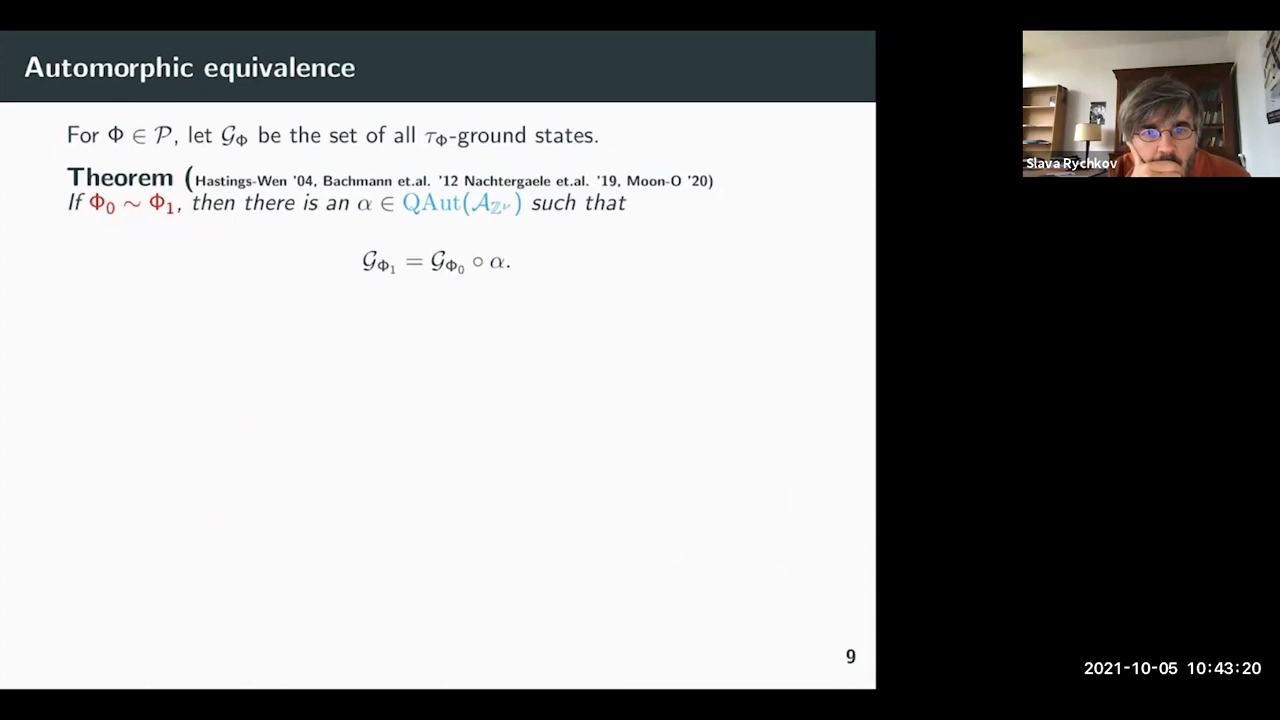 Automorphic equivalence
For Φ ∈ 𝒫, let 𝒢_Φ be the set of all τ_Φ-ground states.
Theorem (Hastings-Wen '04, Bachmann et.al. '12 Nachtergaele et.al. '19, Moon-O '20)
If Φ₀ ∼ Φ₁, then there is an α ∈ QAut(𝒜_{ℤ^ν}) such that
𝒢_{Φ₁} = 𝒢_{Φ₀} ∘ α.
9
Slava Rychkov
2021-10-05 10:43:20